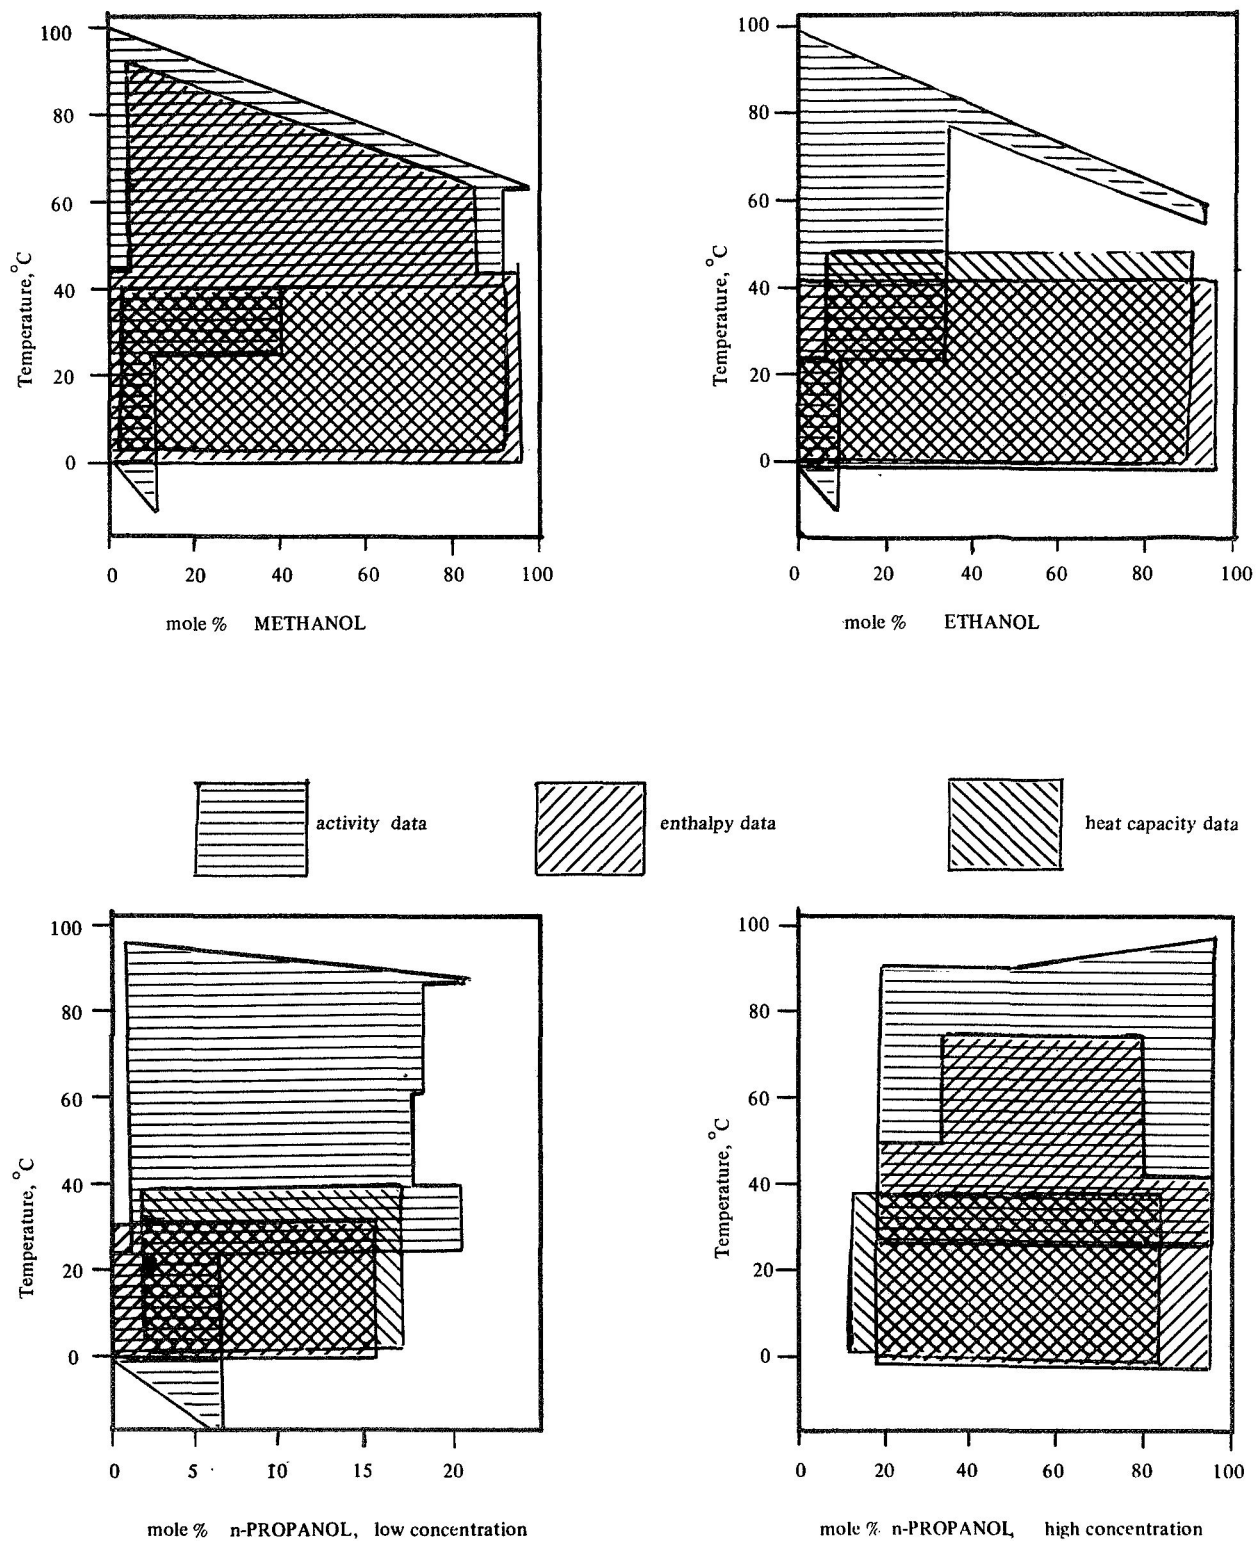 100
80
60
40
20
0
Temperature, °C
0 20 40 60 80 100
mole % METHANOL
100
80
60
40
20
0
Temperature, °C
0 20 40 60 80 100
mole % ETHANOL
activity data
enthalpy data
heat capacity data
100
80
60
40
20
0
Temperature, °C
0 5 10 15 20
mole % n-PROPANOL, low concentration
100
80
60
40
20
0
Temperature, °C
0 20 40 60 80 100
mole % n-PROPANOL, high concentration